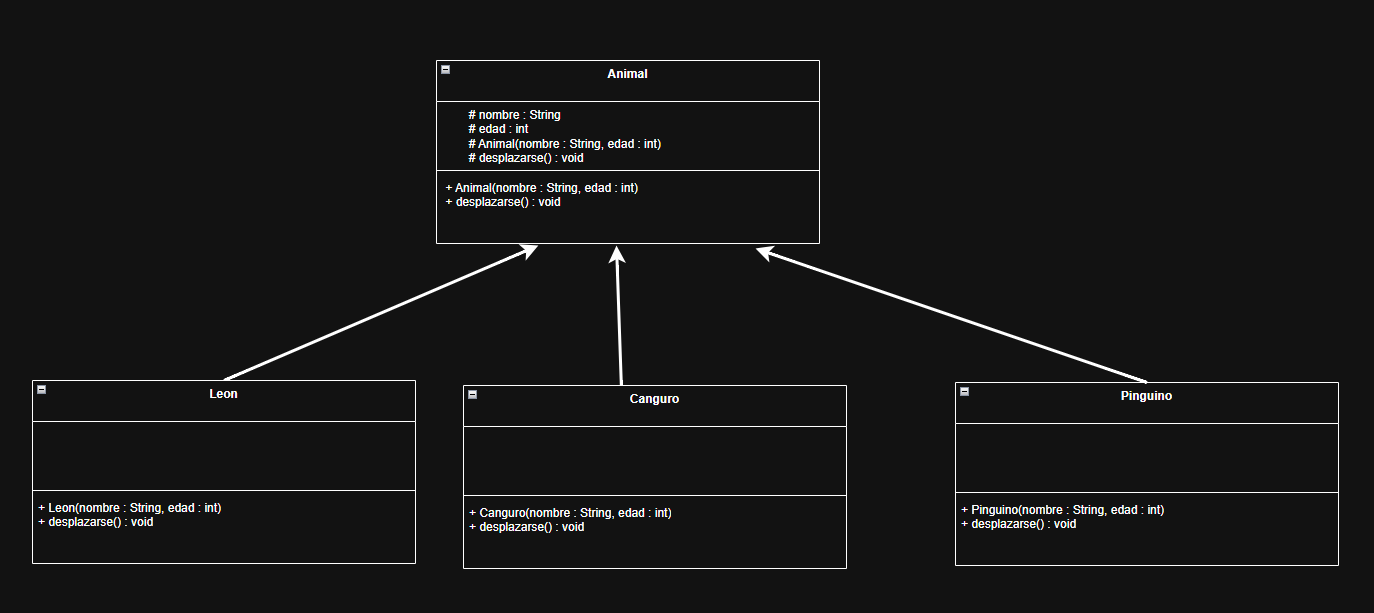 Animal
# nombre : String
# edad : int
# Animal(nombre : String, edad : int)
# desplazarse() : void
+ Animal(nombre : String, edad : int)
+ desplazarse() : void
Leon
+ Leon(nombre : String, edad : int)
+ desplazarse() : void
Canguro
+ Canguro(nombre : String, edad : int)
+ desplazarse() : void
Pinguino
+ Pinguino(nombre : String, edad : int)
+ desplazarse() : void